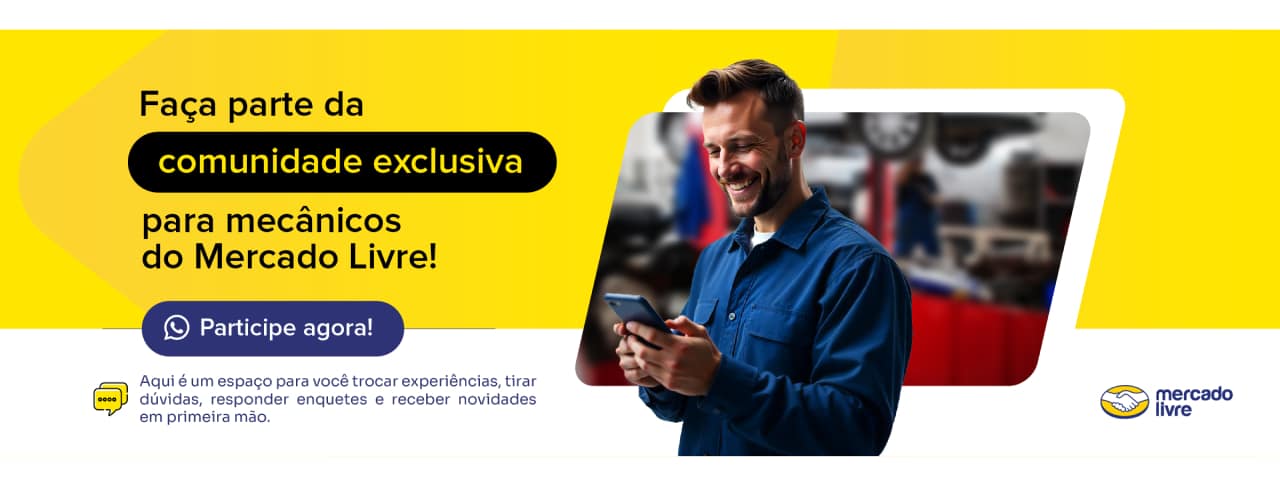 Faça parte da
comunidade exclusiva
para mecânicos
do Mercado Livre!
Participe agora!
Aqui é um espaço para você trocar experiências, tirar
dúvidas, responder enquetes e receber novidades
em primeira mão.
mercado
livre